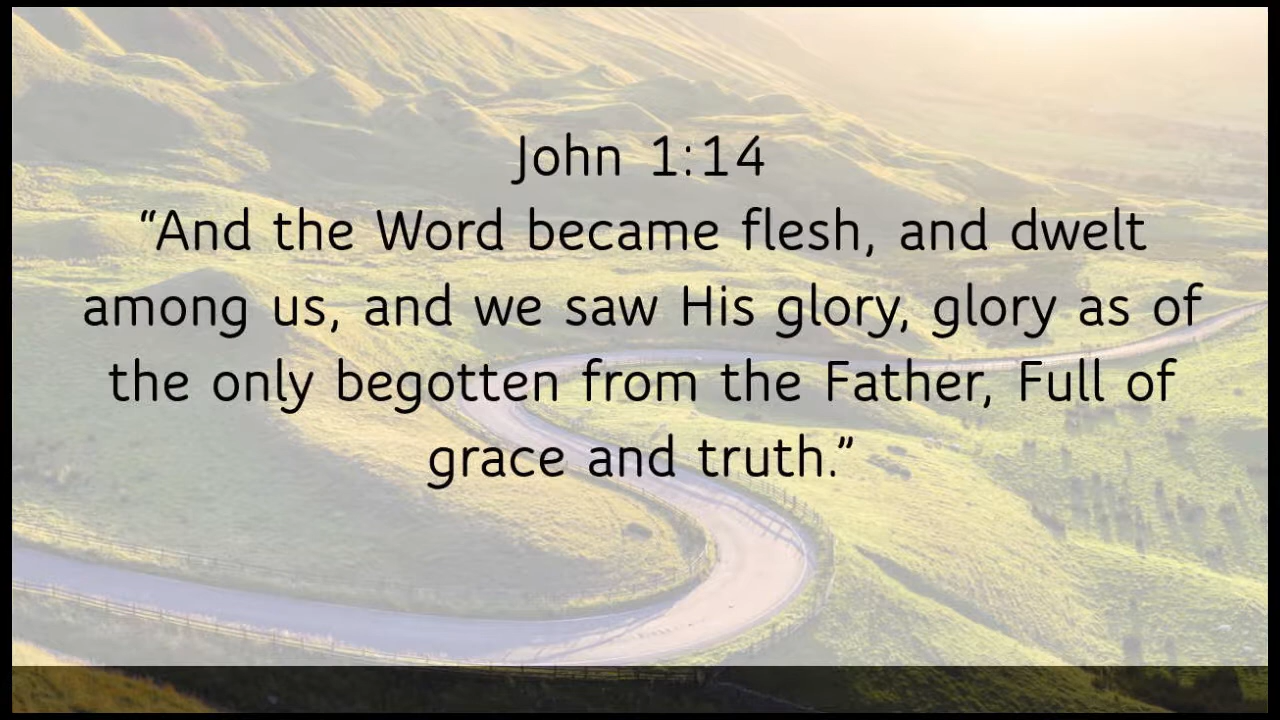 John 1:14
“And the Word became flesh, and dwelt
among us, and we saw His glory, glory as of
the only begotten from the Father, Full of
grace and truth.”